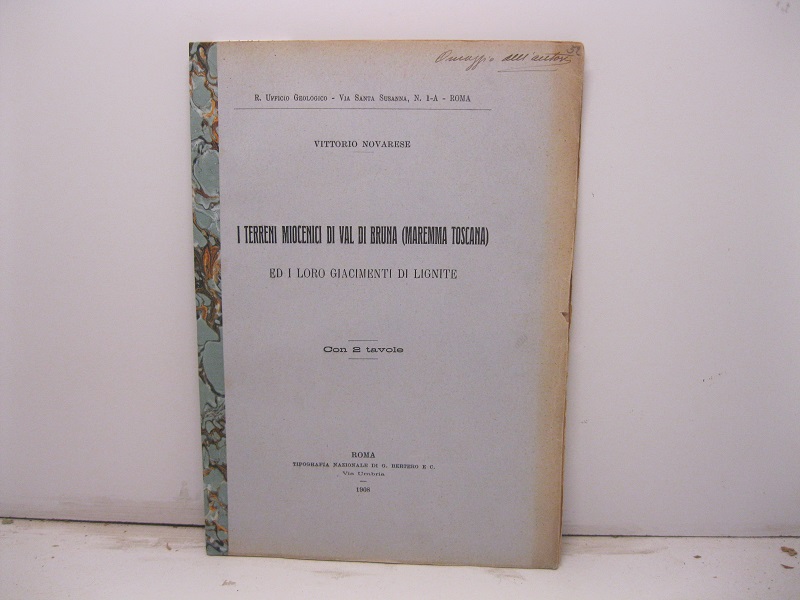 Omaggio dell'autore
52
R. Ufficio Geologico - Via Santa Susanna, N. 1-A - ROMA
VITTORIO NOVARESE
I TERRENI MIOCENICI DI VAL DI BRUNA (MAREMMA TOSCANA)
ED I LORO GIACIMENTI DI LIGNITE
Con 2 tavole
ROMA
TIPOGRAFIA NAZIONALE DI G. BERTERO E C.
Via Umbria
1908